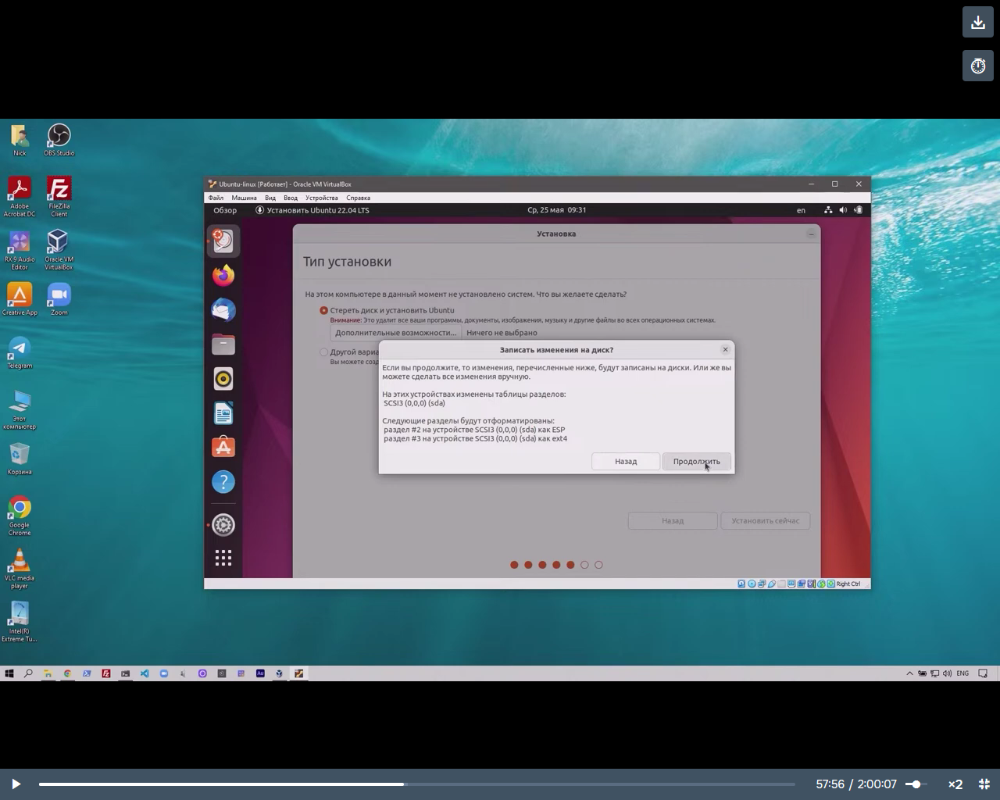 Nick
OBS Studio
Adobe
Acrobat DC
FileZilla
Client
RX 9 Audio
Editor
Oracle VM
VirtualBox
Creative App
Zoom
Telegram
Этот
компьютер
Корзина
Google
Chrome
VLC media
player
Intel(R)
Extreme Tu...
Ubuntu-linux [Работает] - Oracle VM VirtualBox
Файл Машина Вид Ввод Устройства Справка
Обзор Установить Ubuntu 22.04 LTS Ср, 25 мая 09:31 en
Установка
Тип установки
На этом компьютере в данный момент не установлено систем. Что вы желаете сделать?
Стереть диск и установить Ubuntu
Внимание: Это удалит все ваши программы, документы, изображения, музыку и другие файлы во всех операционных системах.
Дополнительные возможности... Ничего не выбрано
Другой вариа
Вы можете созд
Записать изменения на диск?
Если вы продолжите, то изменения, перечисленные ниже, будут записаны на диски. Или же вы
можете сделать все изменения вручную.
На этих устройствах изменены таблицы разделов:
SCSI3 (0,0,0) (sda)
Следующие разделы будут отформатированы:
раздел #2 на устройстве SCSI3 (0,0,0) (sda) как ESP
раздел #3 на устройстве SCSI3 (0,0,0) (sda) как ext4
Назад Продолжить
Назад Установить сейчас
Right Ctrl
Au
ENG
57:56 / 2:00:07 ×2